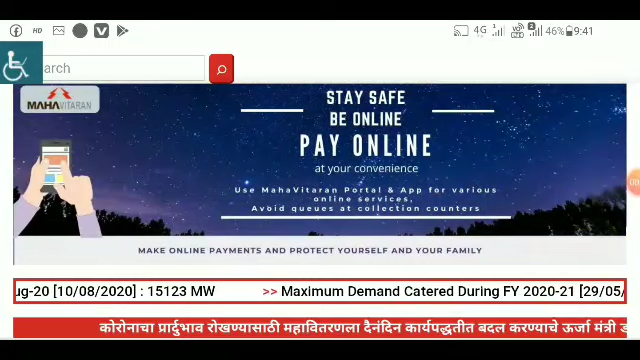 HD
4G
46%
9:41
arch
MAHAVITARAN
STAY SAFE
BE ONLINE
PAY ONLINE
at your convenience
Use MahaVitaran Portal & App for various
online services,
Avoid queues at collection counters
MAKE ONLINE PAYMENTS AND PROTECT YOURSELF AND YOUR FAMILY
ug-20 [10/08/2020] : 15123 MW >> Maximum Demand Catered During FY 2020-21 [29/05/
कोरोनाचा प्रार्दुभाव रोखण्यासाठी महावितरणला दैनंदिन कार्यपद्धतीत बदल करण्याचे ऊर्जा मंत्री